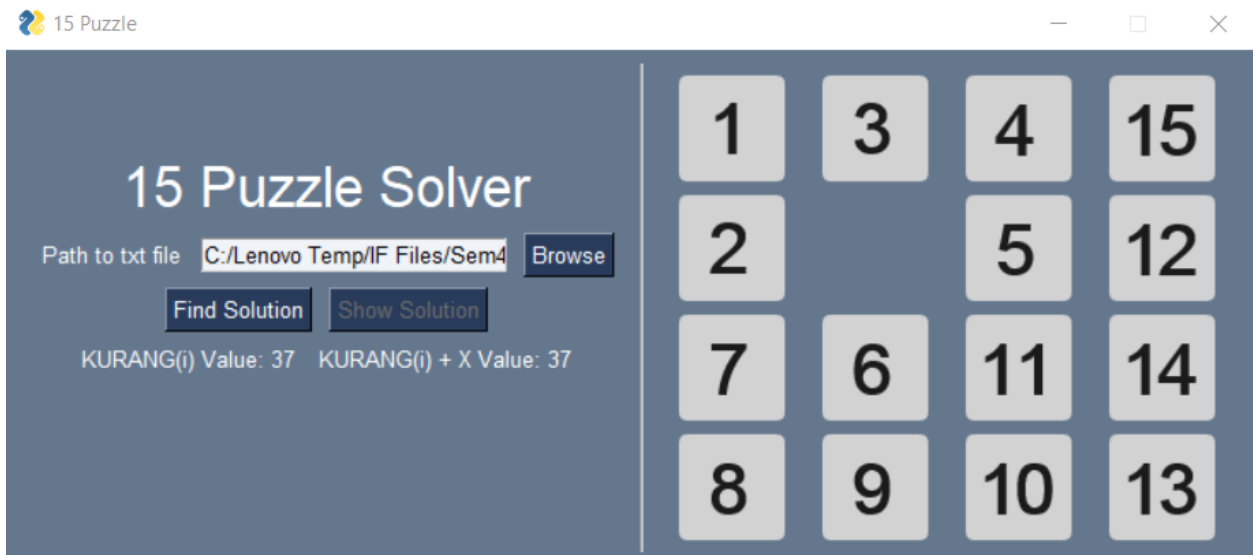 15 Puzzle
15 Puzzle Solver
Path to txt file C:/Lenovo Temp/IF Files/Sem4 Browse
Find Solution Show Solution
KURANG(i) Value: 37 KURANG(i) + X Value: 37
1 3 4 15
2 5 12
7 6 11 14
8 9 10 13